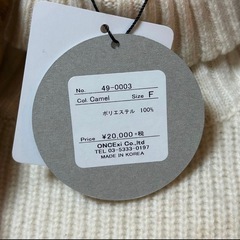 No. 49-0003
Col. Camel Size F
ポリエステル 100%
Price ¥20,000+税
ONCExi Co.,ltd
TEL 03-5333-0197
MADE IN KOREA